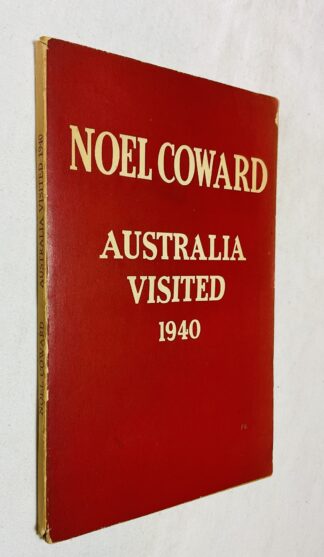 NOEL COWARD
AUSTRALIA
VISITED
1940
NOEL COWARD AUSTRALIA VISITED 1940